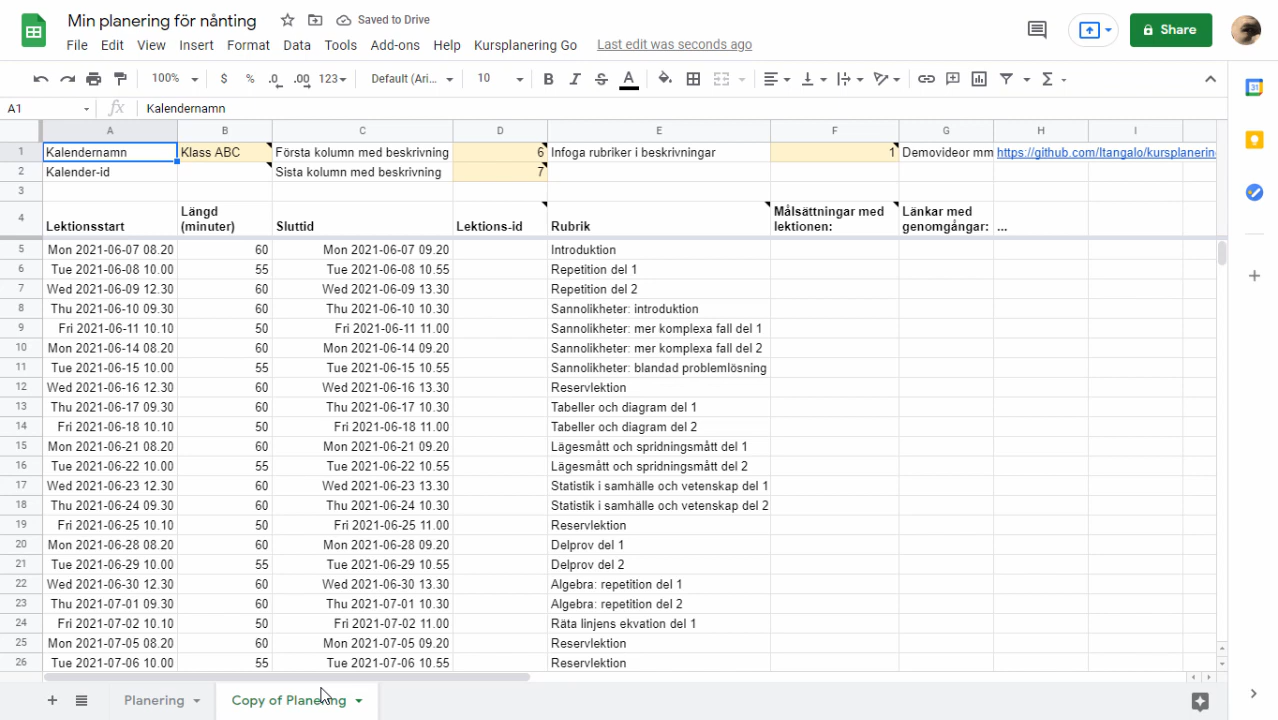 Min planering för nånting Saved to Drive
File Edit View Insert Format Data Tools Add-ons Help Kursplanering Go Last edit was seconds ago
Share
100% $ % .0 .00 123 Default (Ari... 10 B I S A
A1 fx Kalendernamn
A B C D E F G H I
1 Kalendernamn Klass ABC Första kolumn med beskrivning 6 Infoga rubriker i beskrivningar 1 Demovideor mm https://github.com/Itangalo/kursplanering
2 Kalender-id Sista kolumn med beskrivning 7
3
4 Lektionsstart Längd (minuter) Sluttid Lektions-id Rubrik Målsättningar med lektionen: Länkar med genomgångar: ...
5 Mon 2021-06-07 08.20 60 Mon 2021-06-07 09.20 Introduktion
6 Tue 2021-06-08 10.00 55 Tue 2021-06-08 10.55 Repetition del 1
7 Wed 2021-06-09 12.30 60 Wed 2021-06-09 13.30 Repetition del 2
8 Thu 2021-06-10 09.30 60 Thu 2021-06-10 10.30 Sannolikheter: introduktion
9 Fri 2021-06-11 10.10 50 Fri 2021-06-11 11.00 Sannolikheter: mer komplexa fall del 1
10 Mon 2021-06-14 08.20 60 Mon 2021-06-14 09.20 Sannolikheter: mer komplexa fall del 2
11 Tue 2021-06-15 10.00 55 Tue 2021-06-15 10.55 Sannolikheter: blandad problemlösning
12 Wed 2021-06-16 12.30 60 Wed 2021-06-16 13.30 Reservlektion
13 Thu 2021-06-17 09.30 60 Thu 2021-06-17 10.30 Tabeller och diagram del 1
14 Fri 2021-06-18 10.10 50 Fri 2021-06-18 11.00 Tabeller och diagram del 2
15 Mon 2021-06-21 08.20 60 Mon 2021-06-21 09.20 Lägesmått och spridningsmått del 1
16 Tue 2021-06-22 10.00 55 Tue 2021-06-22 10.55 Lägesmått och spridningsmått del 2
17 Wed 2021-06-23 12.30 60 Wed 2021-06-23 13.30 Statistik i samhälle och vetenskap del 1
18 Thu 2021-06-24 09.30 60 Thu 2021-06-24 10.30 Statistik i samhälle och vetenskap del 2
19 Fri 2021-06-25 10.10 50 Fri 2021-06-25 11.00 Reservlektion
20 Mon 2021-06-28 08.20 60 Mon 2021-06-28 09.20 Delprov del 1
21 Tue 2021-06-29 10.00 55 Tue 2021-06-29 10.55 Delprov del 2
22 Wed 2021-06-30 12.30 60 Wed 2021-06-30 13.30 Algebra: repetition del 1
23 Thu 2021-07-01 09.30 60 Thu 2021-07-01 10.30 Algebra: repetition del 2
24 Fri 2021-07-02 10.10 50 Fri 2021-07-02 11.00 Räta linjens ekvation del 1
25 Mon 2021-07-05 08.20 60 Mon 2021-07-05 09.20 Reservlektion
26 Tue 2021-07-06 10.00 55 Tue 2021-07-06 10.55 Reservlektion
Planering Copy of Planering